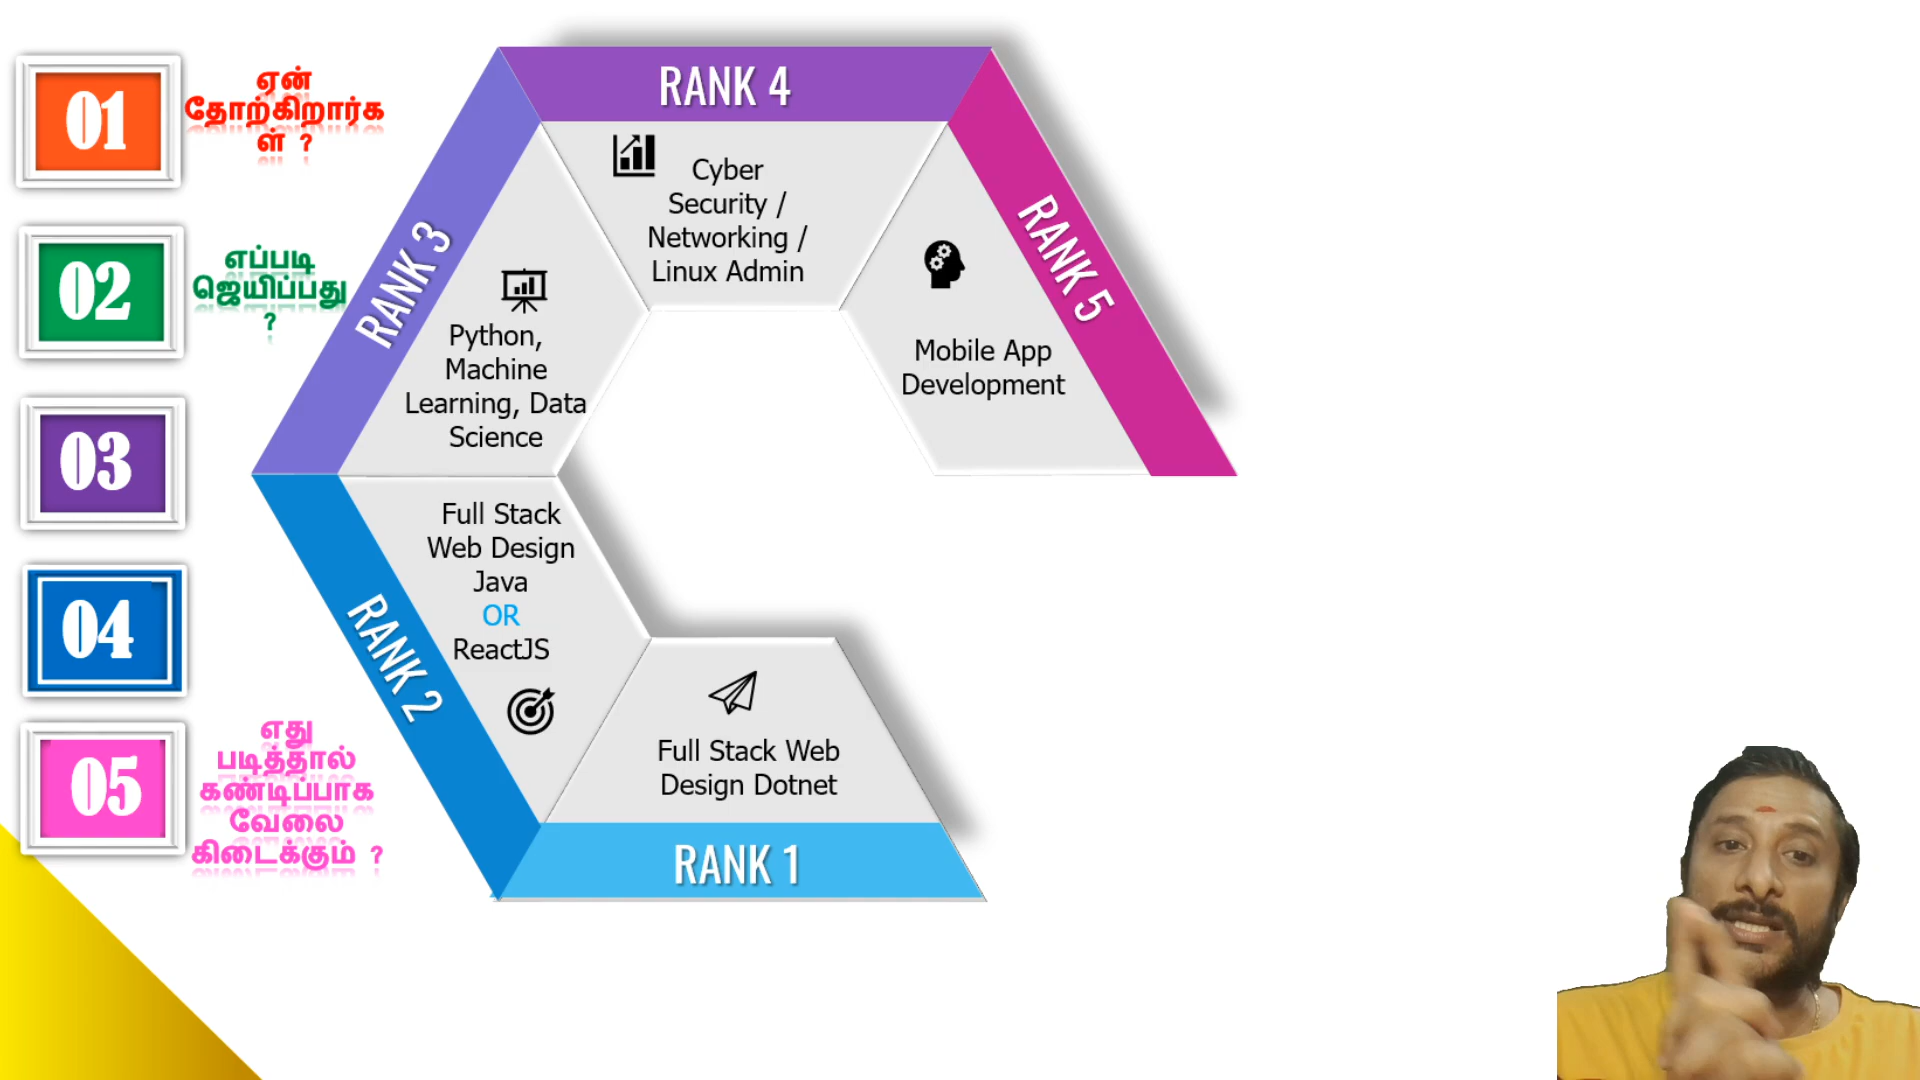 01
ஏன்
தோற்கிறார்க
ள் ?
02
எப்படி
ஜெயிப்பது
?
03
04
05
எது
படித்தால்
கண்டிப்பாக
வேலை
கிடைக்கும் ?
RANK 4
Cyber
Security /
Networking /
Linux Admin
RANK 5
Mobile App
Development
RANK 3
Python,
Machine
Learning, Data
Science
RANK 2
Full Stack
Web Design
Java
OR
ReactJS
Full Stack Web
Design Dotnet
RANK 1